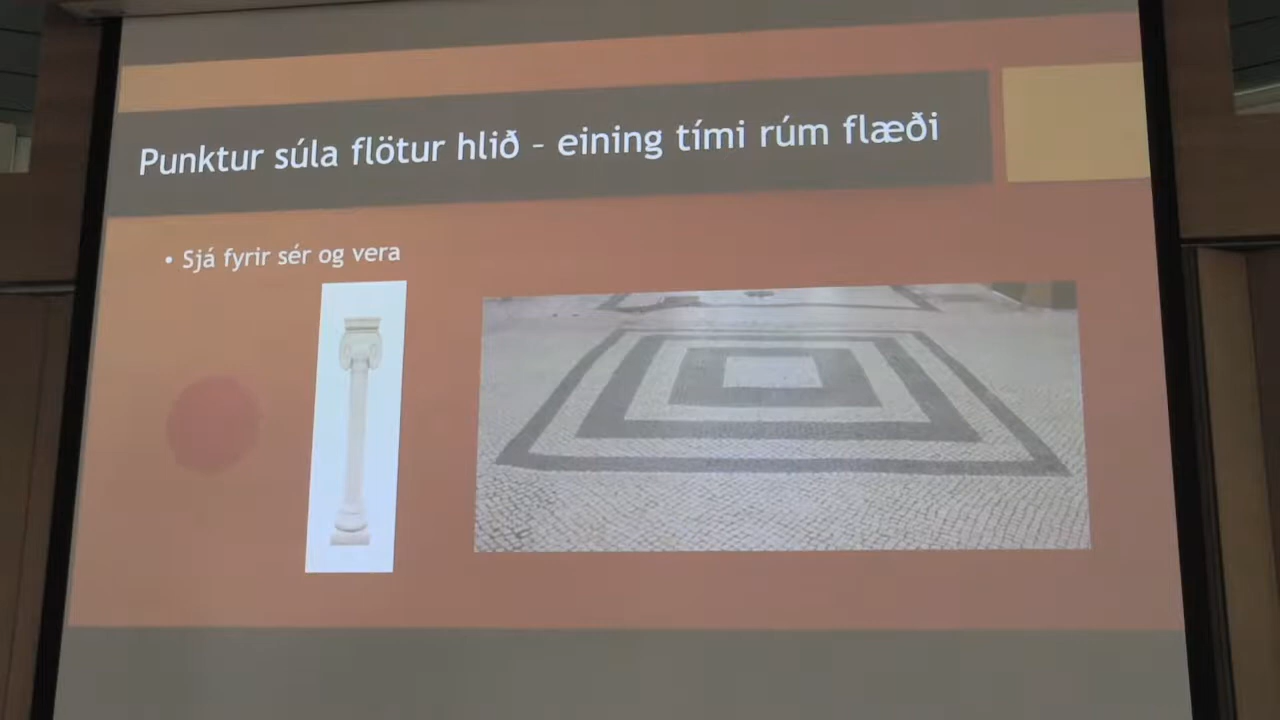 Punktur súla flötur hlið – eining tími rúm flæði
• Sjá fyrir sér og vera